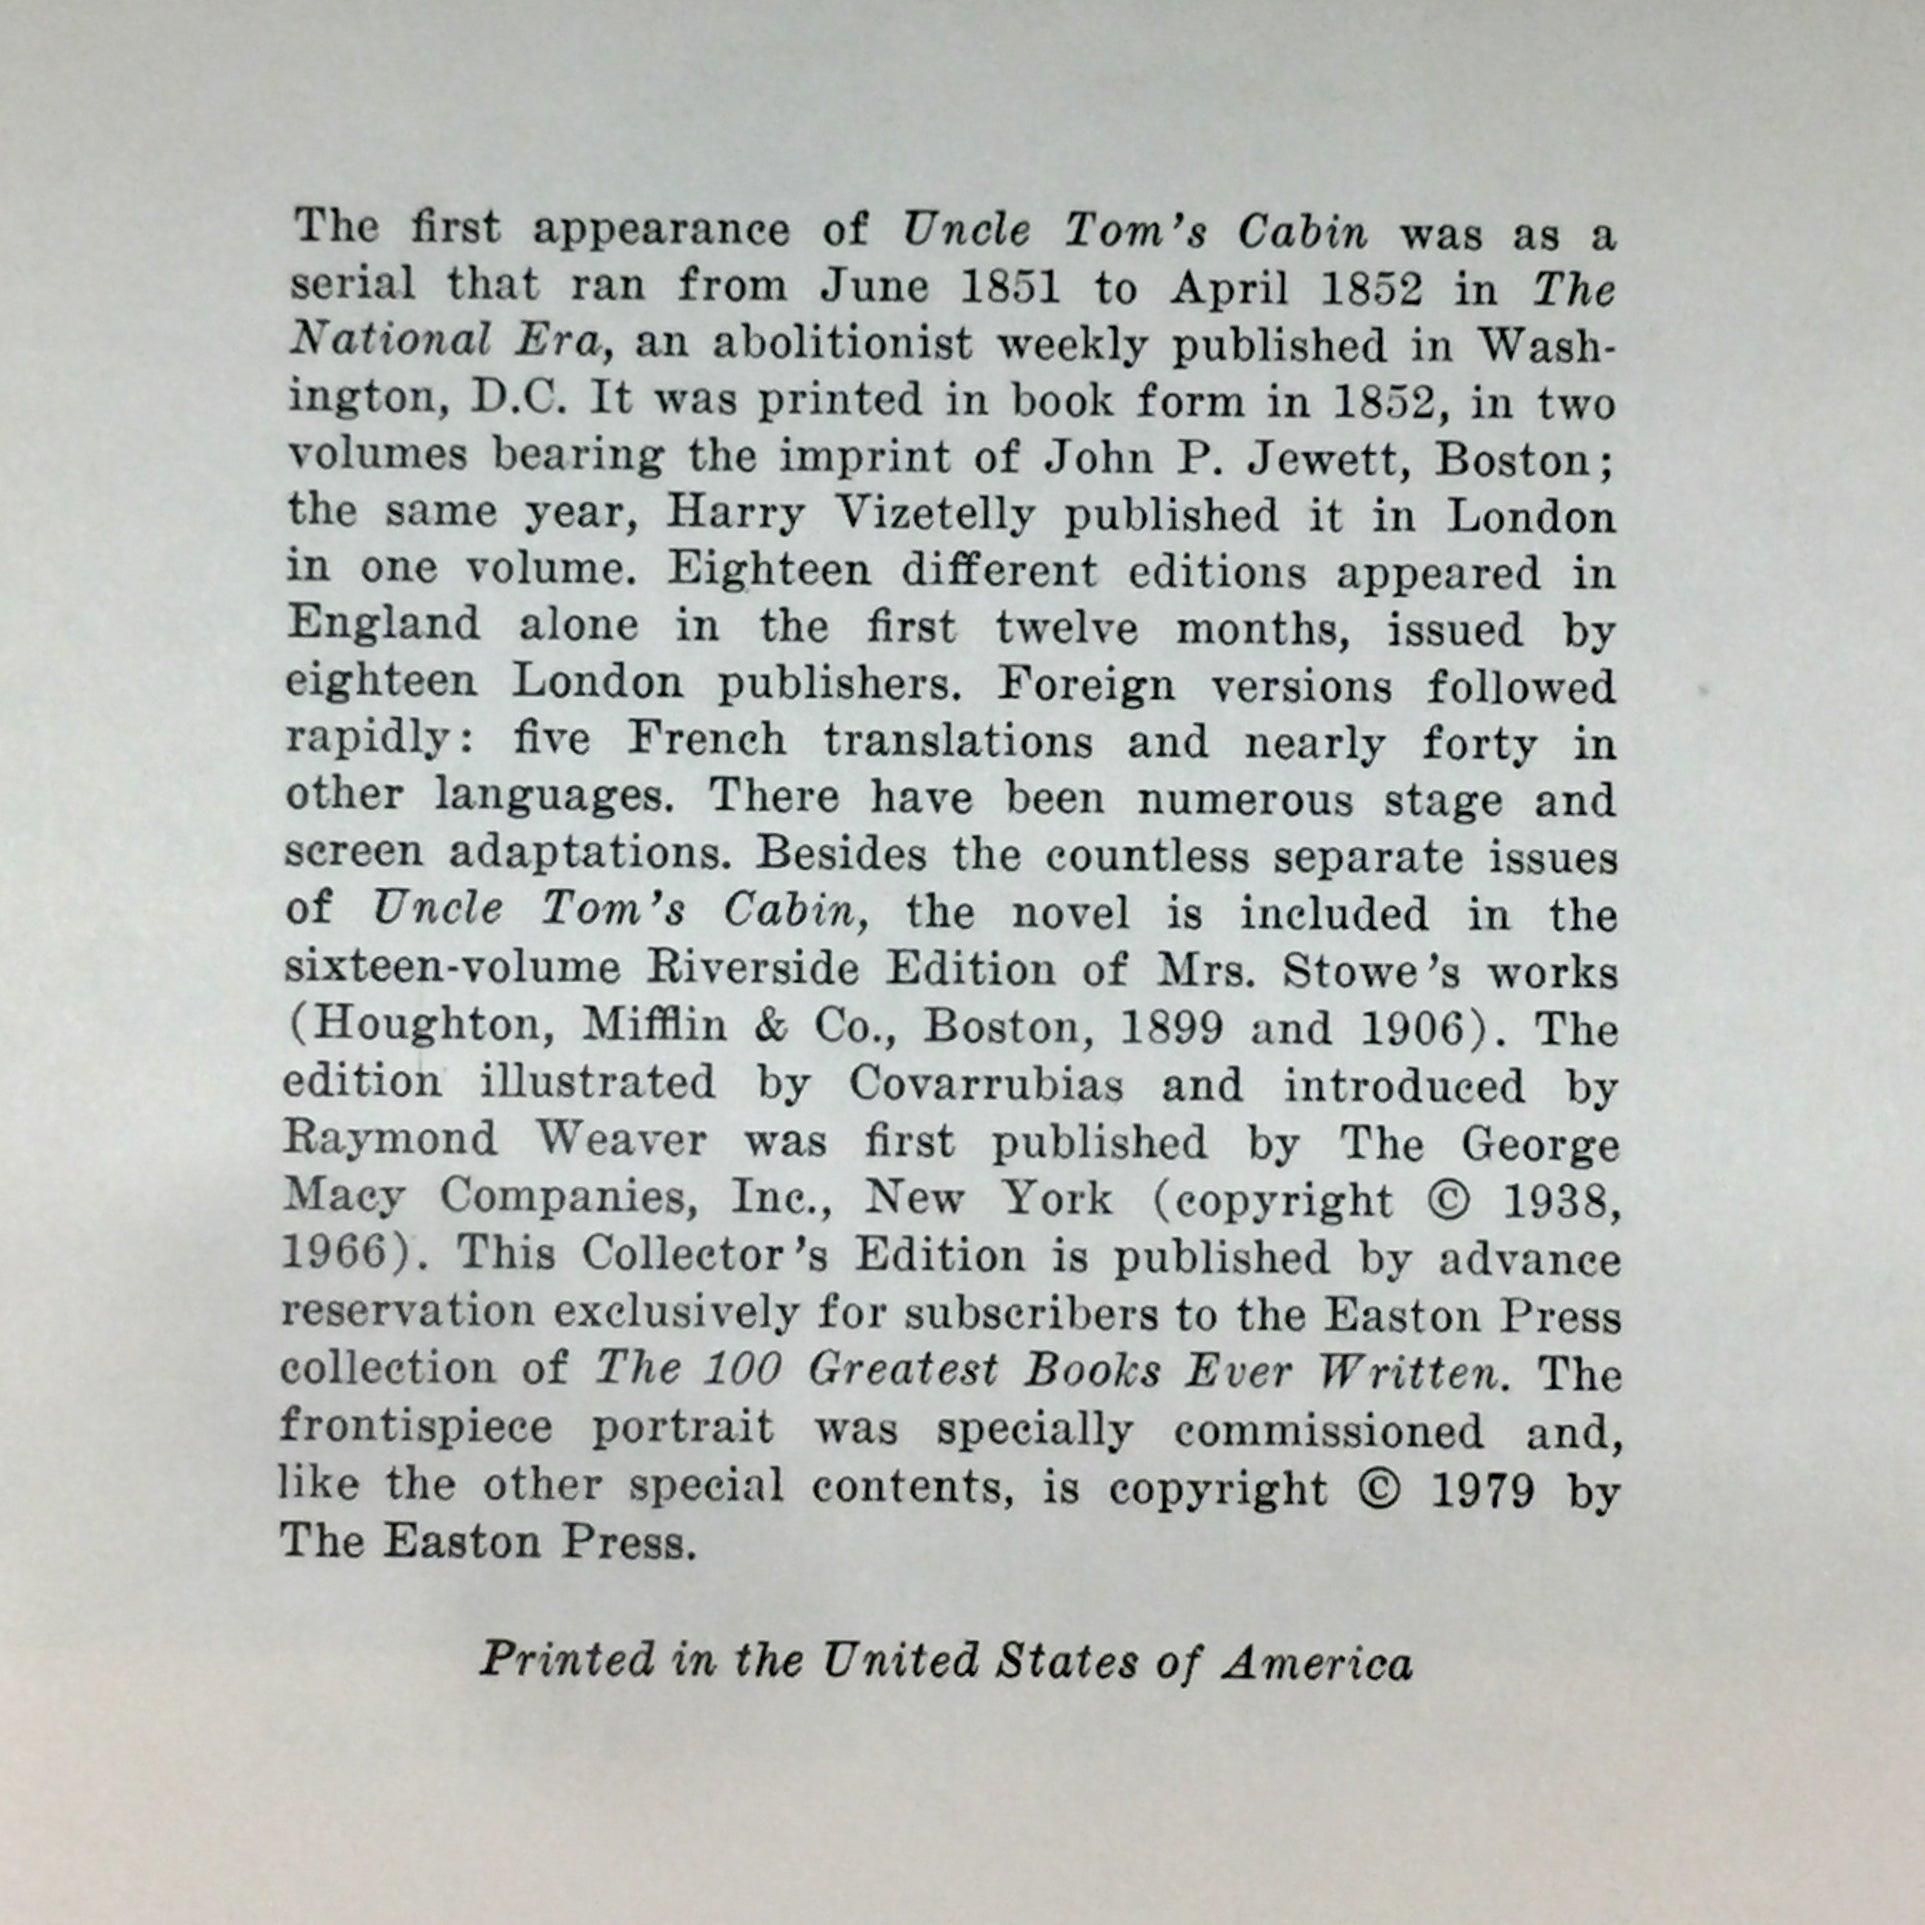 The first appearance of Uncle Tom's Cabin was as a
serial that ran from June 1851 to April 1852 in The
National Era, an abolitionist weekly published in Wash-
ington, D.C. It was printed in book form in 1852, in two
volumes bearing the imprint of John P. Jewett, Boston;
the same year, Harry Vizetelly published it in London
in one volume. Eighteen different editions appeared in
England alone in the first twelve months, issued by
eighteen London publishers. Foreign versions followed
rapidly: five French translations and nearly forty in
other languages. There have been numerous stage and
screen adaptations. Besides the countless separate issues
of Uncle Tom's Cabin, the novel is included in the
sixteen-volume Riverside Edition of Mrs. Stowe's works
(Houghton, Mifflin & Co., Boston, 1899 and 1906). The
edition illustrated by Covarrubias and introduced by
Raymond Weaver was first published by The George
Macy Companies, Inc., New York (copyright © 1938,
1966). This Collector's Edition is published by advance
reservation exclusively for subscribers to the Easton Press
collection of The 100 Greatest Books Ever Written. The
frontispiece portrait was specially commissioned and,
like the other special contents, is copyright © 1979 by
The Easton Press.
Printed in the United States of America